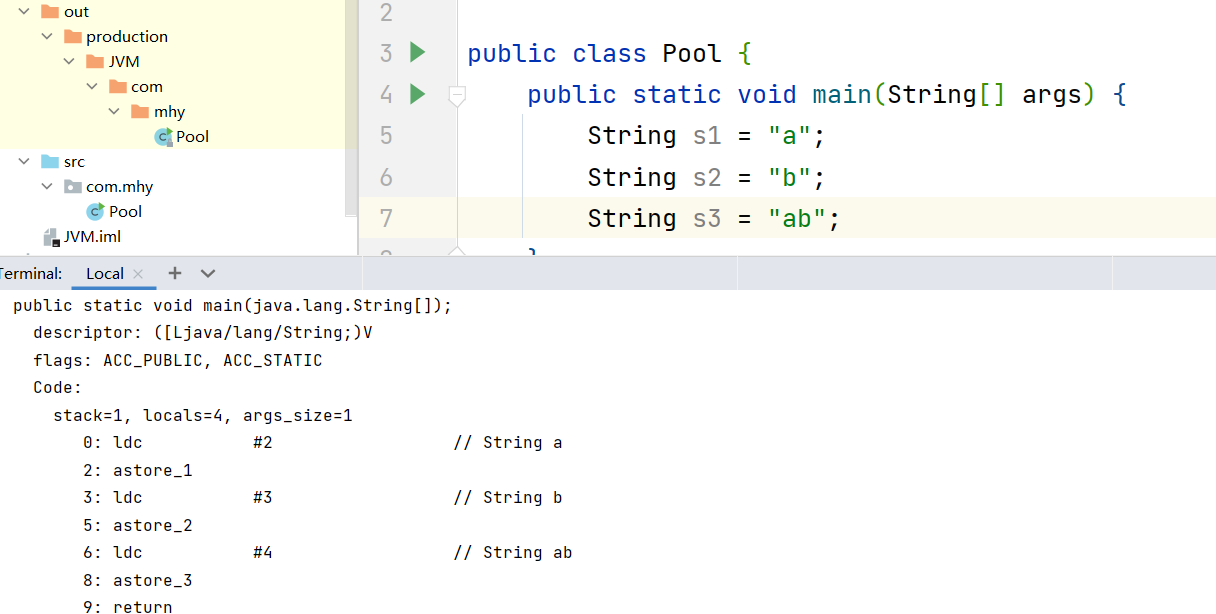 out
production
JVM
com
mhy
Pool
src
com.mhy
Pool
JVM.iml
2
3 public class Pool {
4 public static void main(String[] args) {
5 String s1 = "a";
6 String s2 = "b";
7 String s3 = "ab";
}
Terminal: Local × + 
public static void main(java.lang.String[]);
descriptor: ([Ljava/lang/String;)V
flags: ACC_PUBLIC, ACC_STATIC
Code:
stack=1, locals=4, args_size=1
0: ldc #2 // String a
2: astore_1
3: ldc #3 // String b
5: astore_2
6: ldc #4 // String ab
8: astore_3
9: return